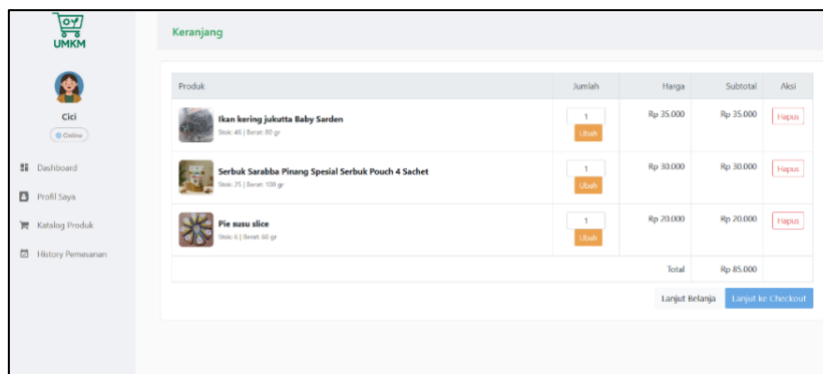 UMKM
Cici
Online
Dashboard
Profil Saya
Katalog Produk
History Pemesanan
Keranjang
Produk Jumlah Harga Subtotal Aksi
Ikan kering jukutta Baby Sarden 1 Rp 35.000 Rp 35.000 Hapus
Stok: 46 | Berat: 80 gr Ubah
Serbuk Sarabba Pinang Spesial Serbuk Pouch 4 Sachet 1 Rp 30.000 Rp 30.000 Hapus
Stok: 25 | Berat: 100 gr Ubah
Pie susu slice 1 Rp 20.000 Rp 20.000 Hapus
Stok: 6 | Berat: 60 gr Ubah
Total Rp 85.000
Lanjut Belanja Lanjut ke Checkout